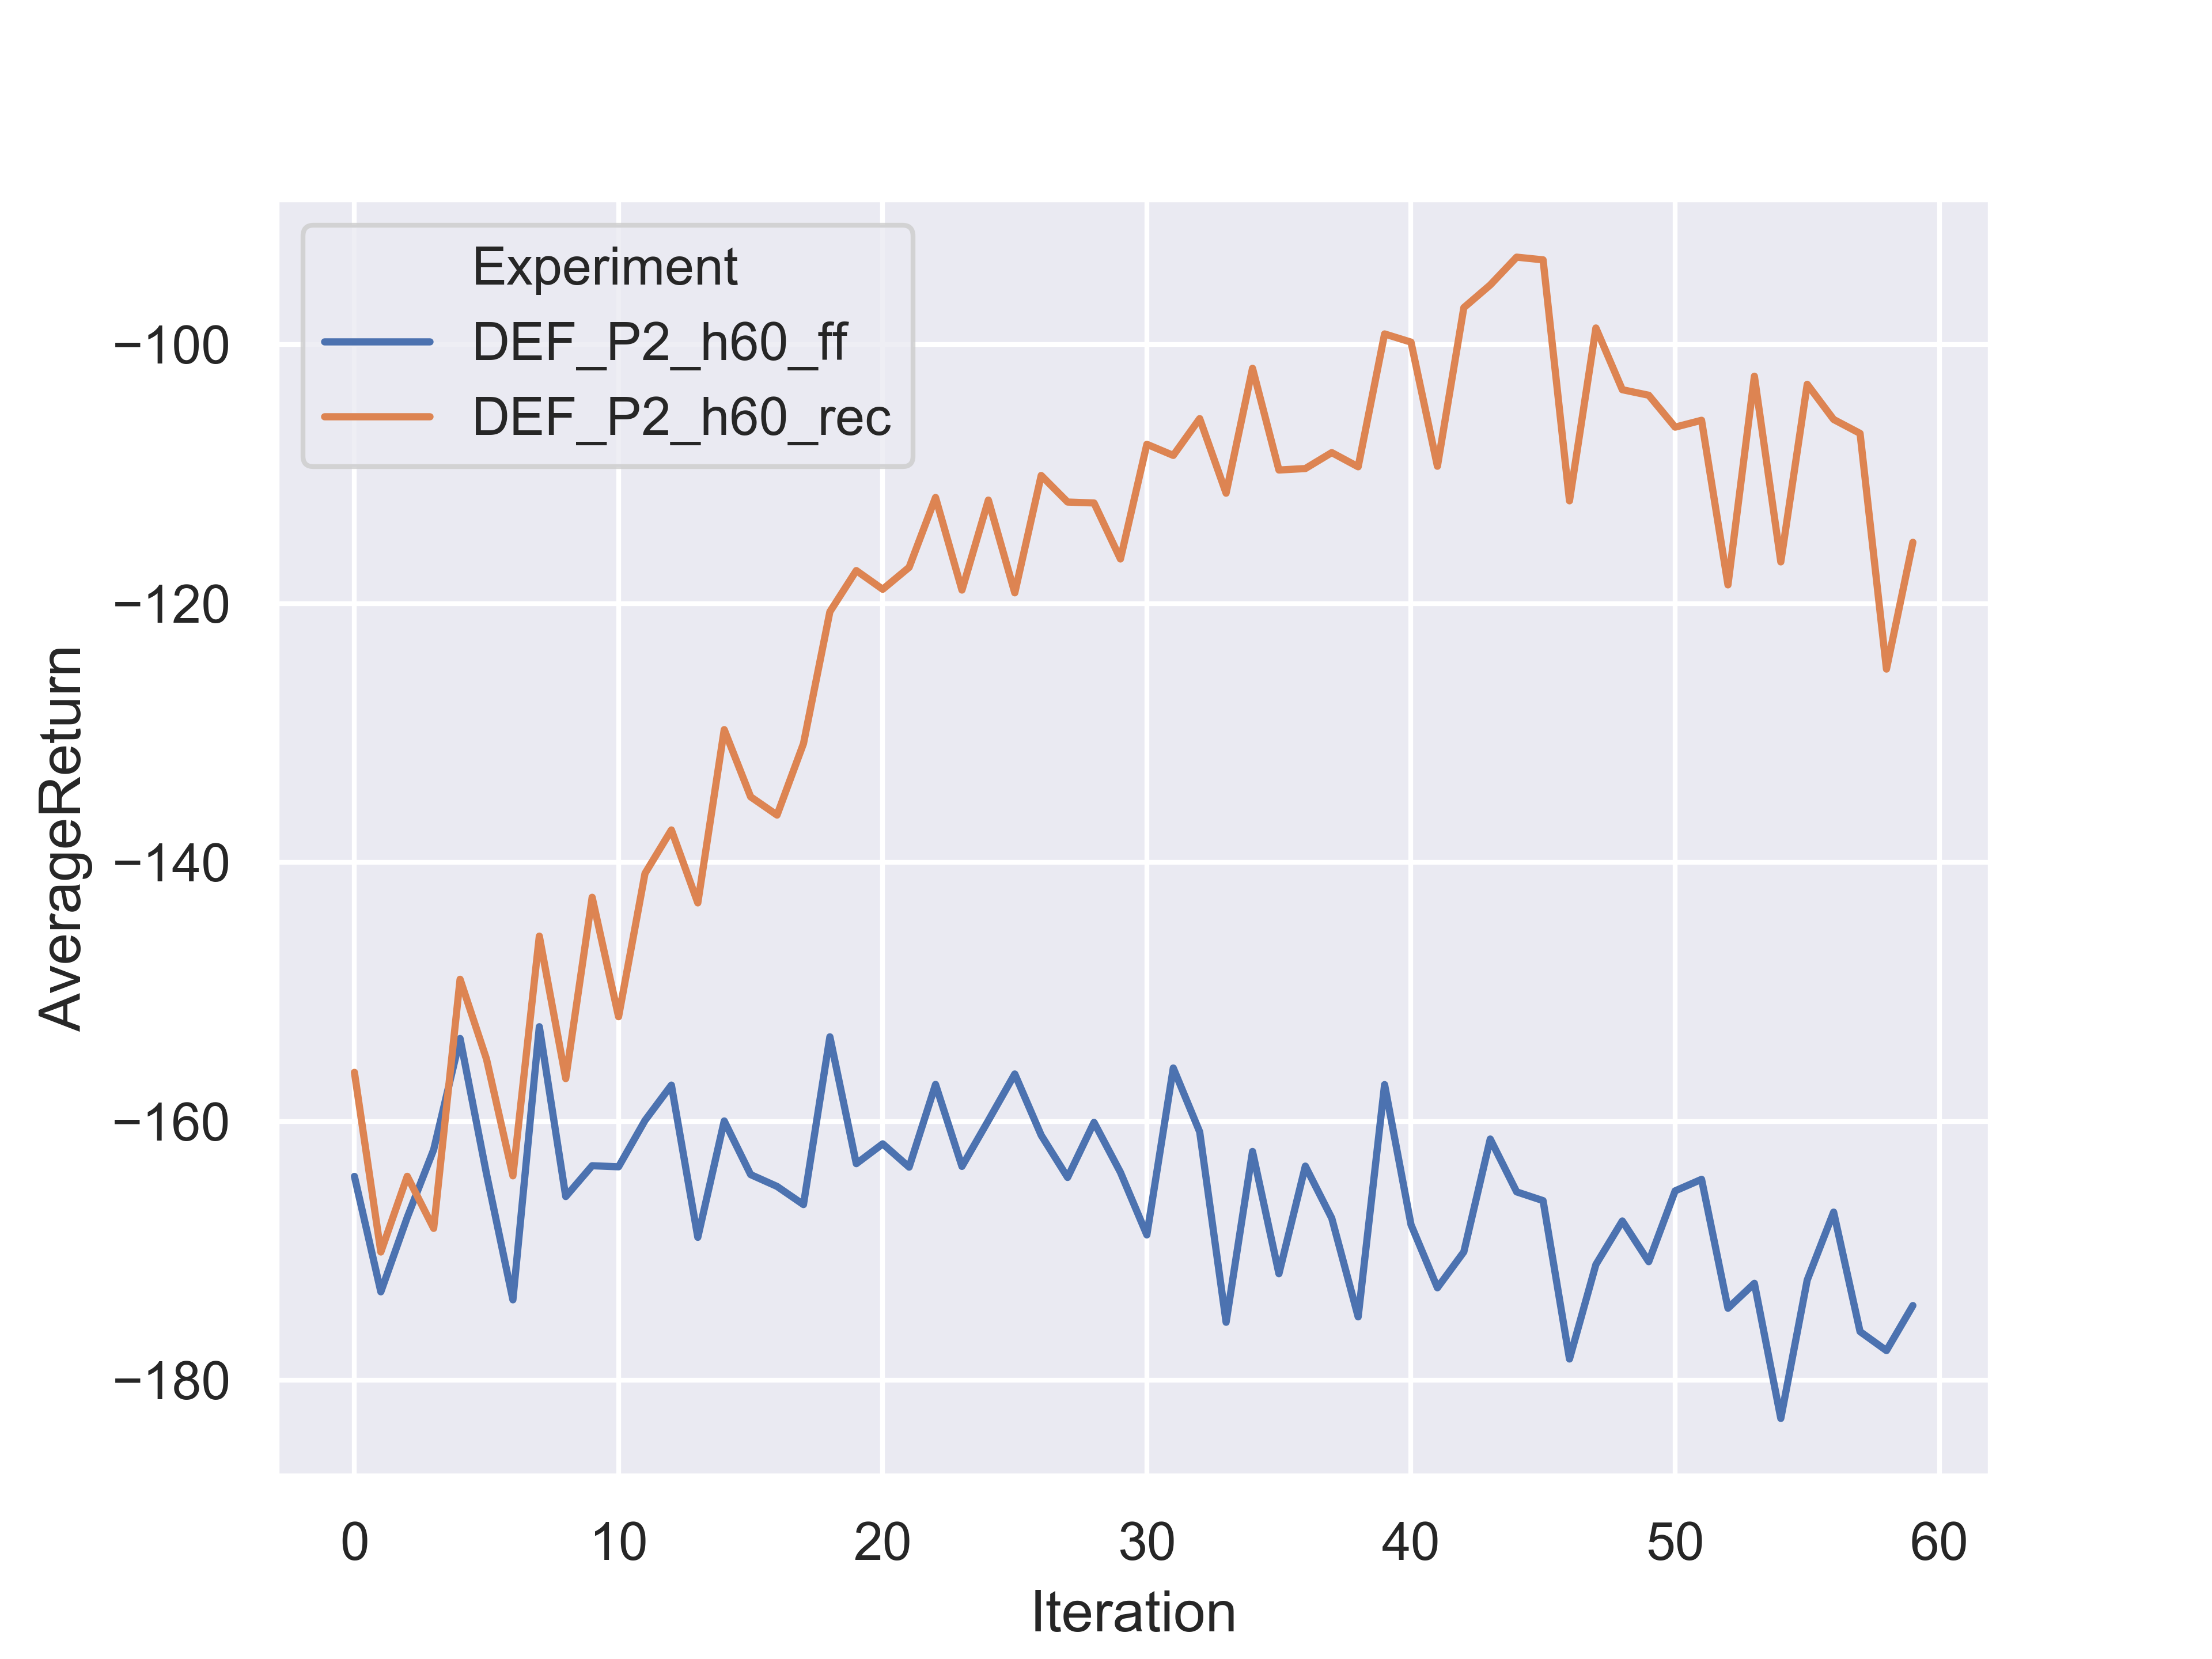 Experiment
DEF_P2_h60_ff
DEF_P2_h60_rec
AverageReturn
−100
−120
−140
−160
−180
0 10 20 30 40 50 60
Iteration